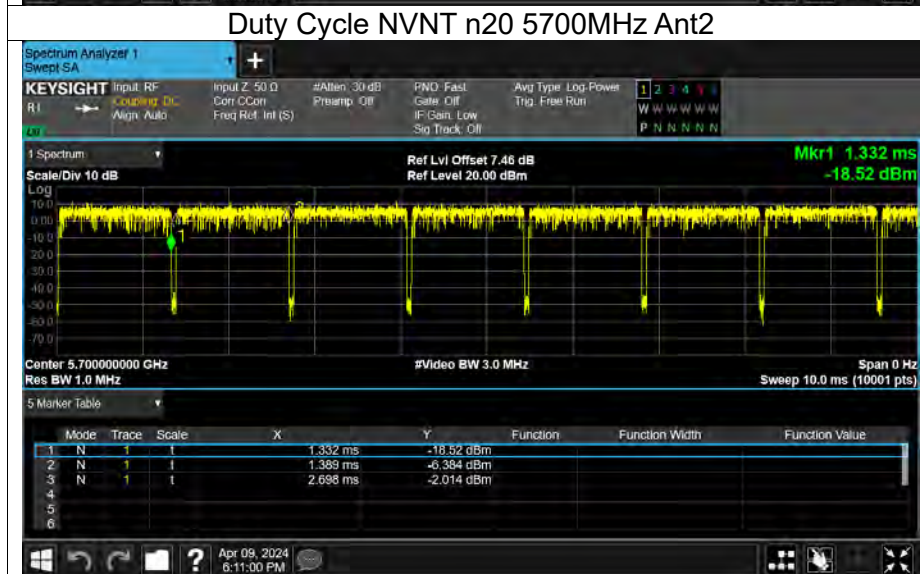 Duty Cycle NVNT n20 5700MHz Ant2
Spectrum Analyzer 1
Swept SA
+
KEYSIGHT Input: RF Input Z: 50 Ω #Atten: 30 dB PNO: Fast Avg Type: Log-Power 1 2 3 4 5 6
Coupling: DC Corr CCorr Preamp: Off Gate: Off Trig: Free Run W W W W W W
Align: Auto Freq Ref: Int (S) IF Gain: Low
Sig Track: Off P N N N N N
1 Spectrum Ref Lvl Offset 7.46 dB Mkr1 1.332 ms
Scale/Div 10 dB Ref Level 20.00 dBm -18.52 dBm
Log
10.0
0.00
-10.0
-20.0
-30.0
-40.0
-50.0
-60.0
-70.0
1
Center 5.700000000 GHz #Video BW 3.0 MHz Span 0 Hz
Res BW 1.0 MHz Sweep 10.0 ms (10001 pts)
5 Marker Table
Mode Trace Scale X Y Function Function Width Function Value
1 N 1 t 1.332 ms -18.52 dBm
2 N 1 t 1.389 ms -6.384 dBm
3 N 1 t 2.698 ms -2.014 dBm
4
5
6
? Apr 09, 2024
6:11:00 PM